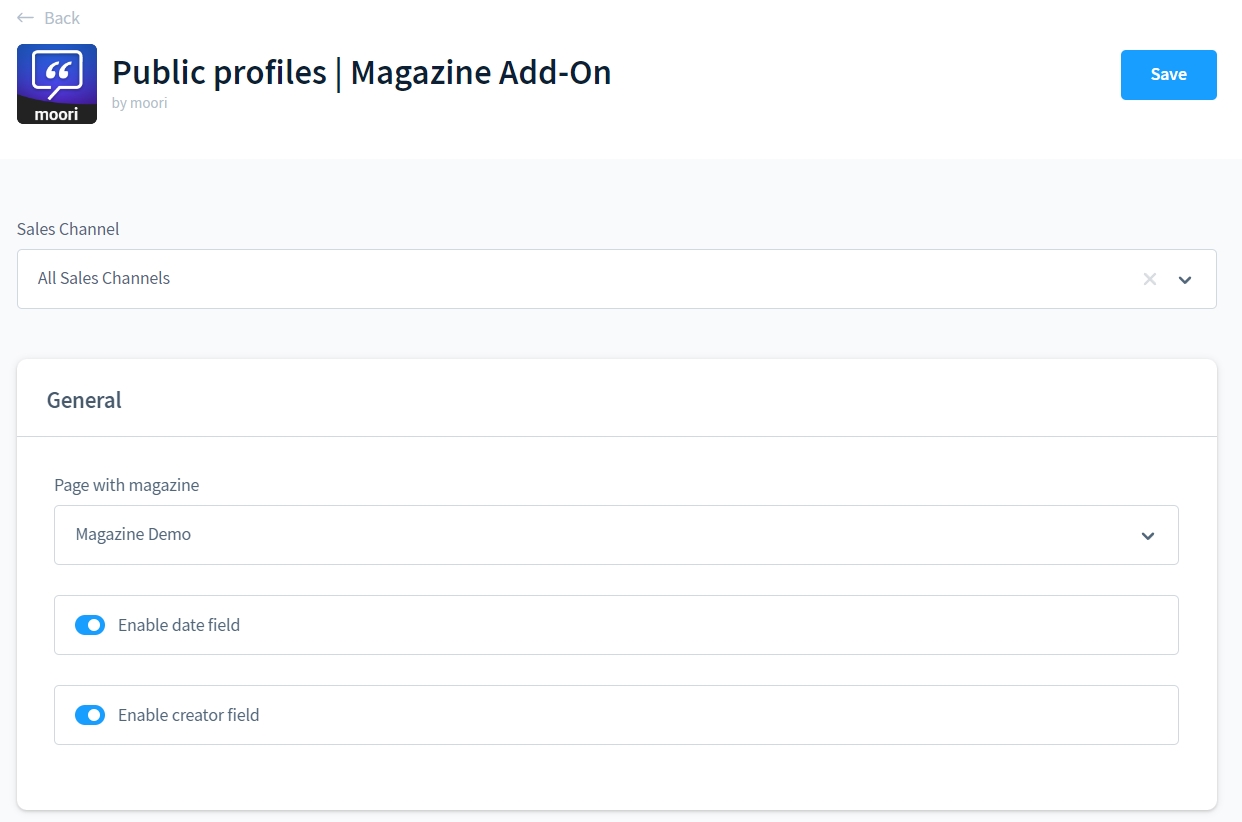 Back
Public profiles | Magazine Add-On
moori
by moori
Save
Sales Channel
All Sales Channels
General
Page with magazine
Magazine Demo
Enable date field
Enable creator field